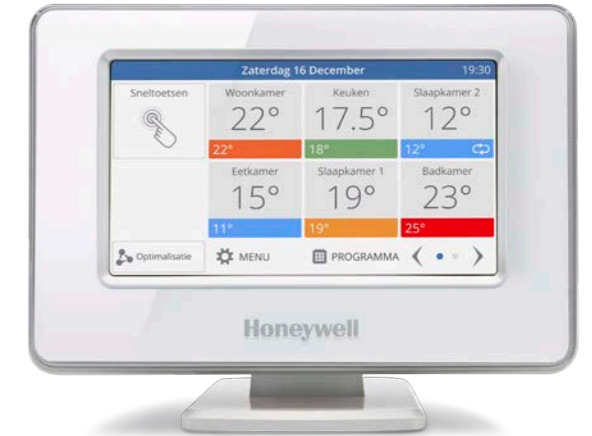 Zaterdag 16 December 19:30
Sneltoetsen
Woonkamer Keuken Slaapkamer 2
22° 17.5° 12°
22° 18° 12°
Eetkamer Slaapkamer 1 Badkamer
15° 19° 23°
11° 19° 25°
Optimalisatie MENU PROGRAMMA
Honeywell